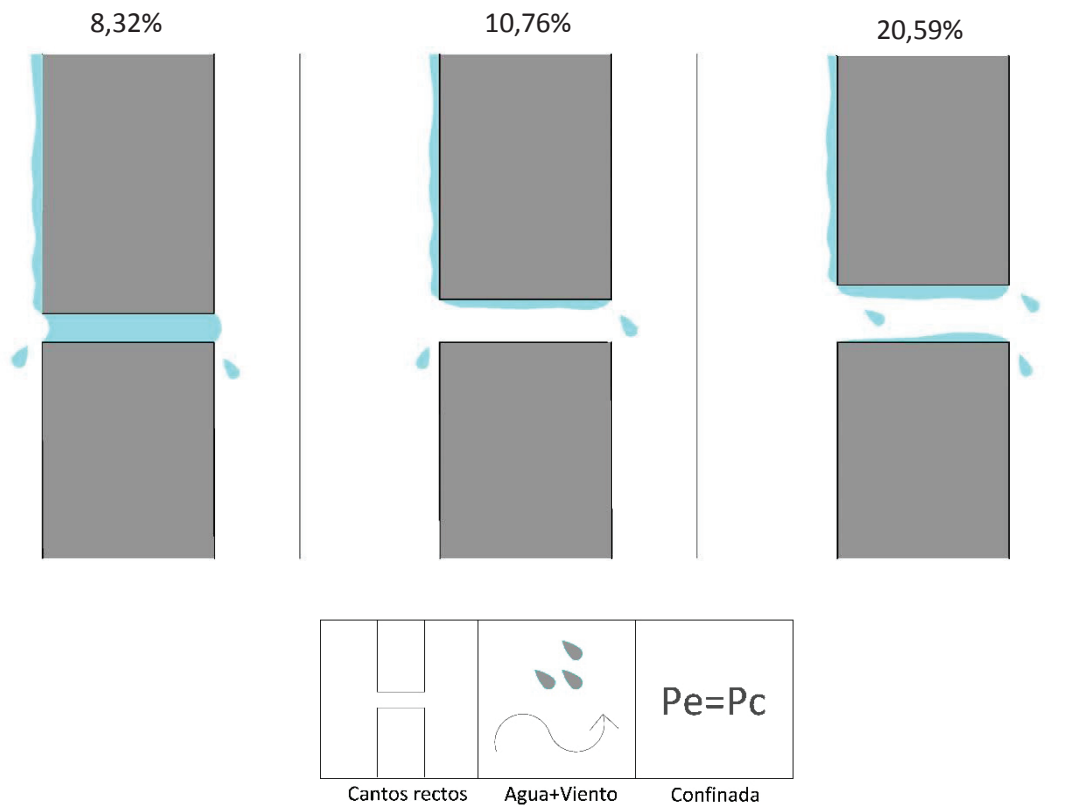 8,32%
10,76%
20,59%
Pe=Pc
Cantos rectos
Agua+Viento
Confinada